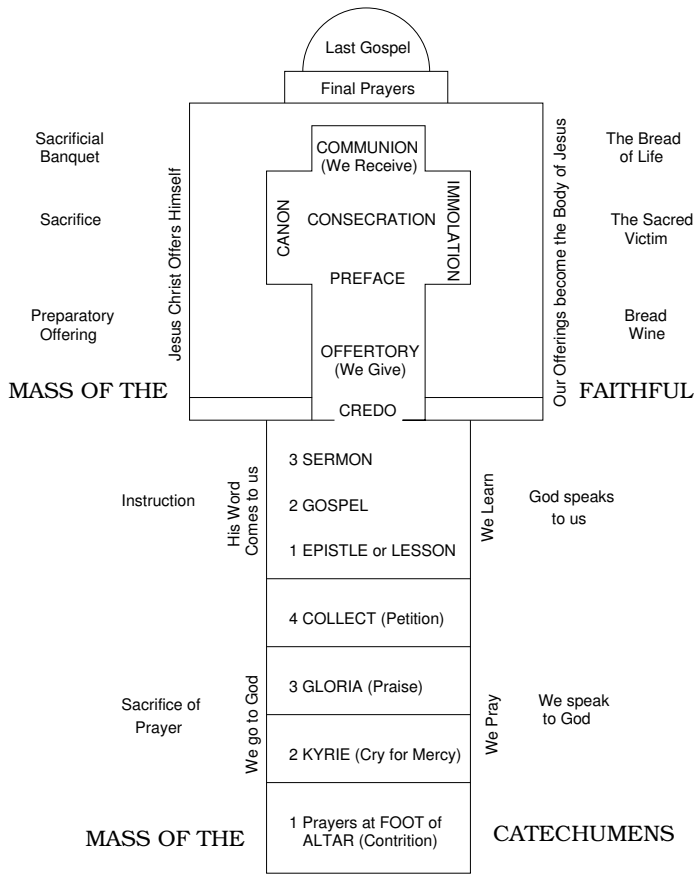 Last Gospel
Final Prayers
Sacrificial
Banquet
COMMUNION
(We Receive)
The Bread
of Life
Jesus Christ Offers Himself
Our Offerings become the Body of Jesus
Sacrifice
CANON
CONSECRATION
IMMOLATION
The Sacred
Victim
PREFACE
Preparatory
Offering
Bread
Wine
OFFERTORY
(We Give)
MASS OF THE
FAITHFUL
CREDO
3 SERMON
Instruction
His Word
Comes to us
2 GOSPEL
We Learn
God speaks
to us
1 EPISTLE or LESSON
4 COLLECT (Petition)
Sacrifice of
Prayer
We go to God
3 GLORIA (Praise)
We Pray
We speak
to God
2 KYRIE (Cry for Mercy)
1 Prayers at FOOT of
ALTAR (Contrition)
MASS OF THE
CATECHUMENS